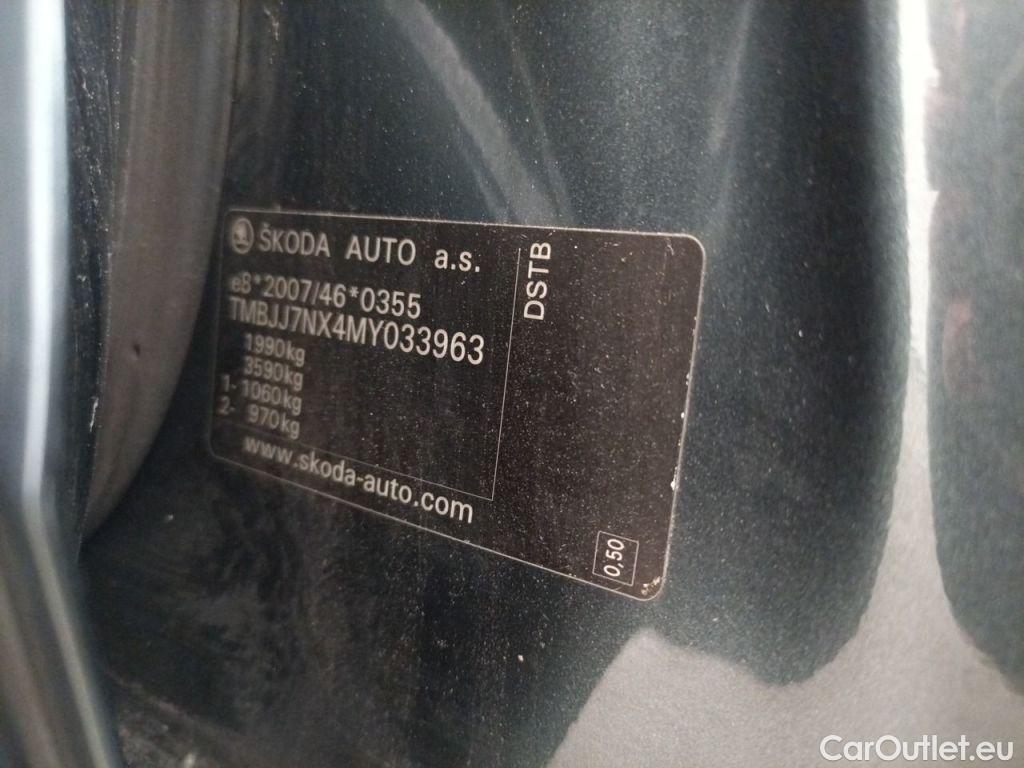 ŠKODA AUTO a.s.
e8*2007/46*0355
TMBJJ7NX4MY033963
1990kg
3590kg
1- 1060kg
2- 970kg
www.skoda-auto.com
DSTB
0,50
CarOutlet.eu